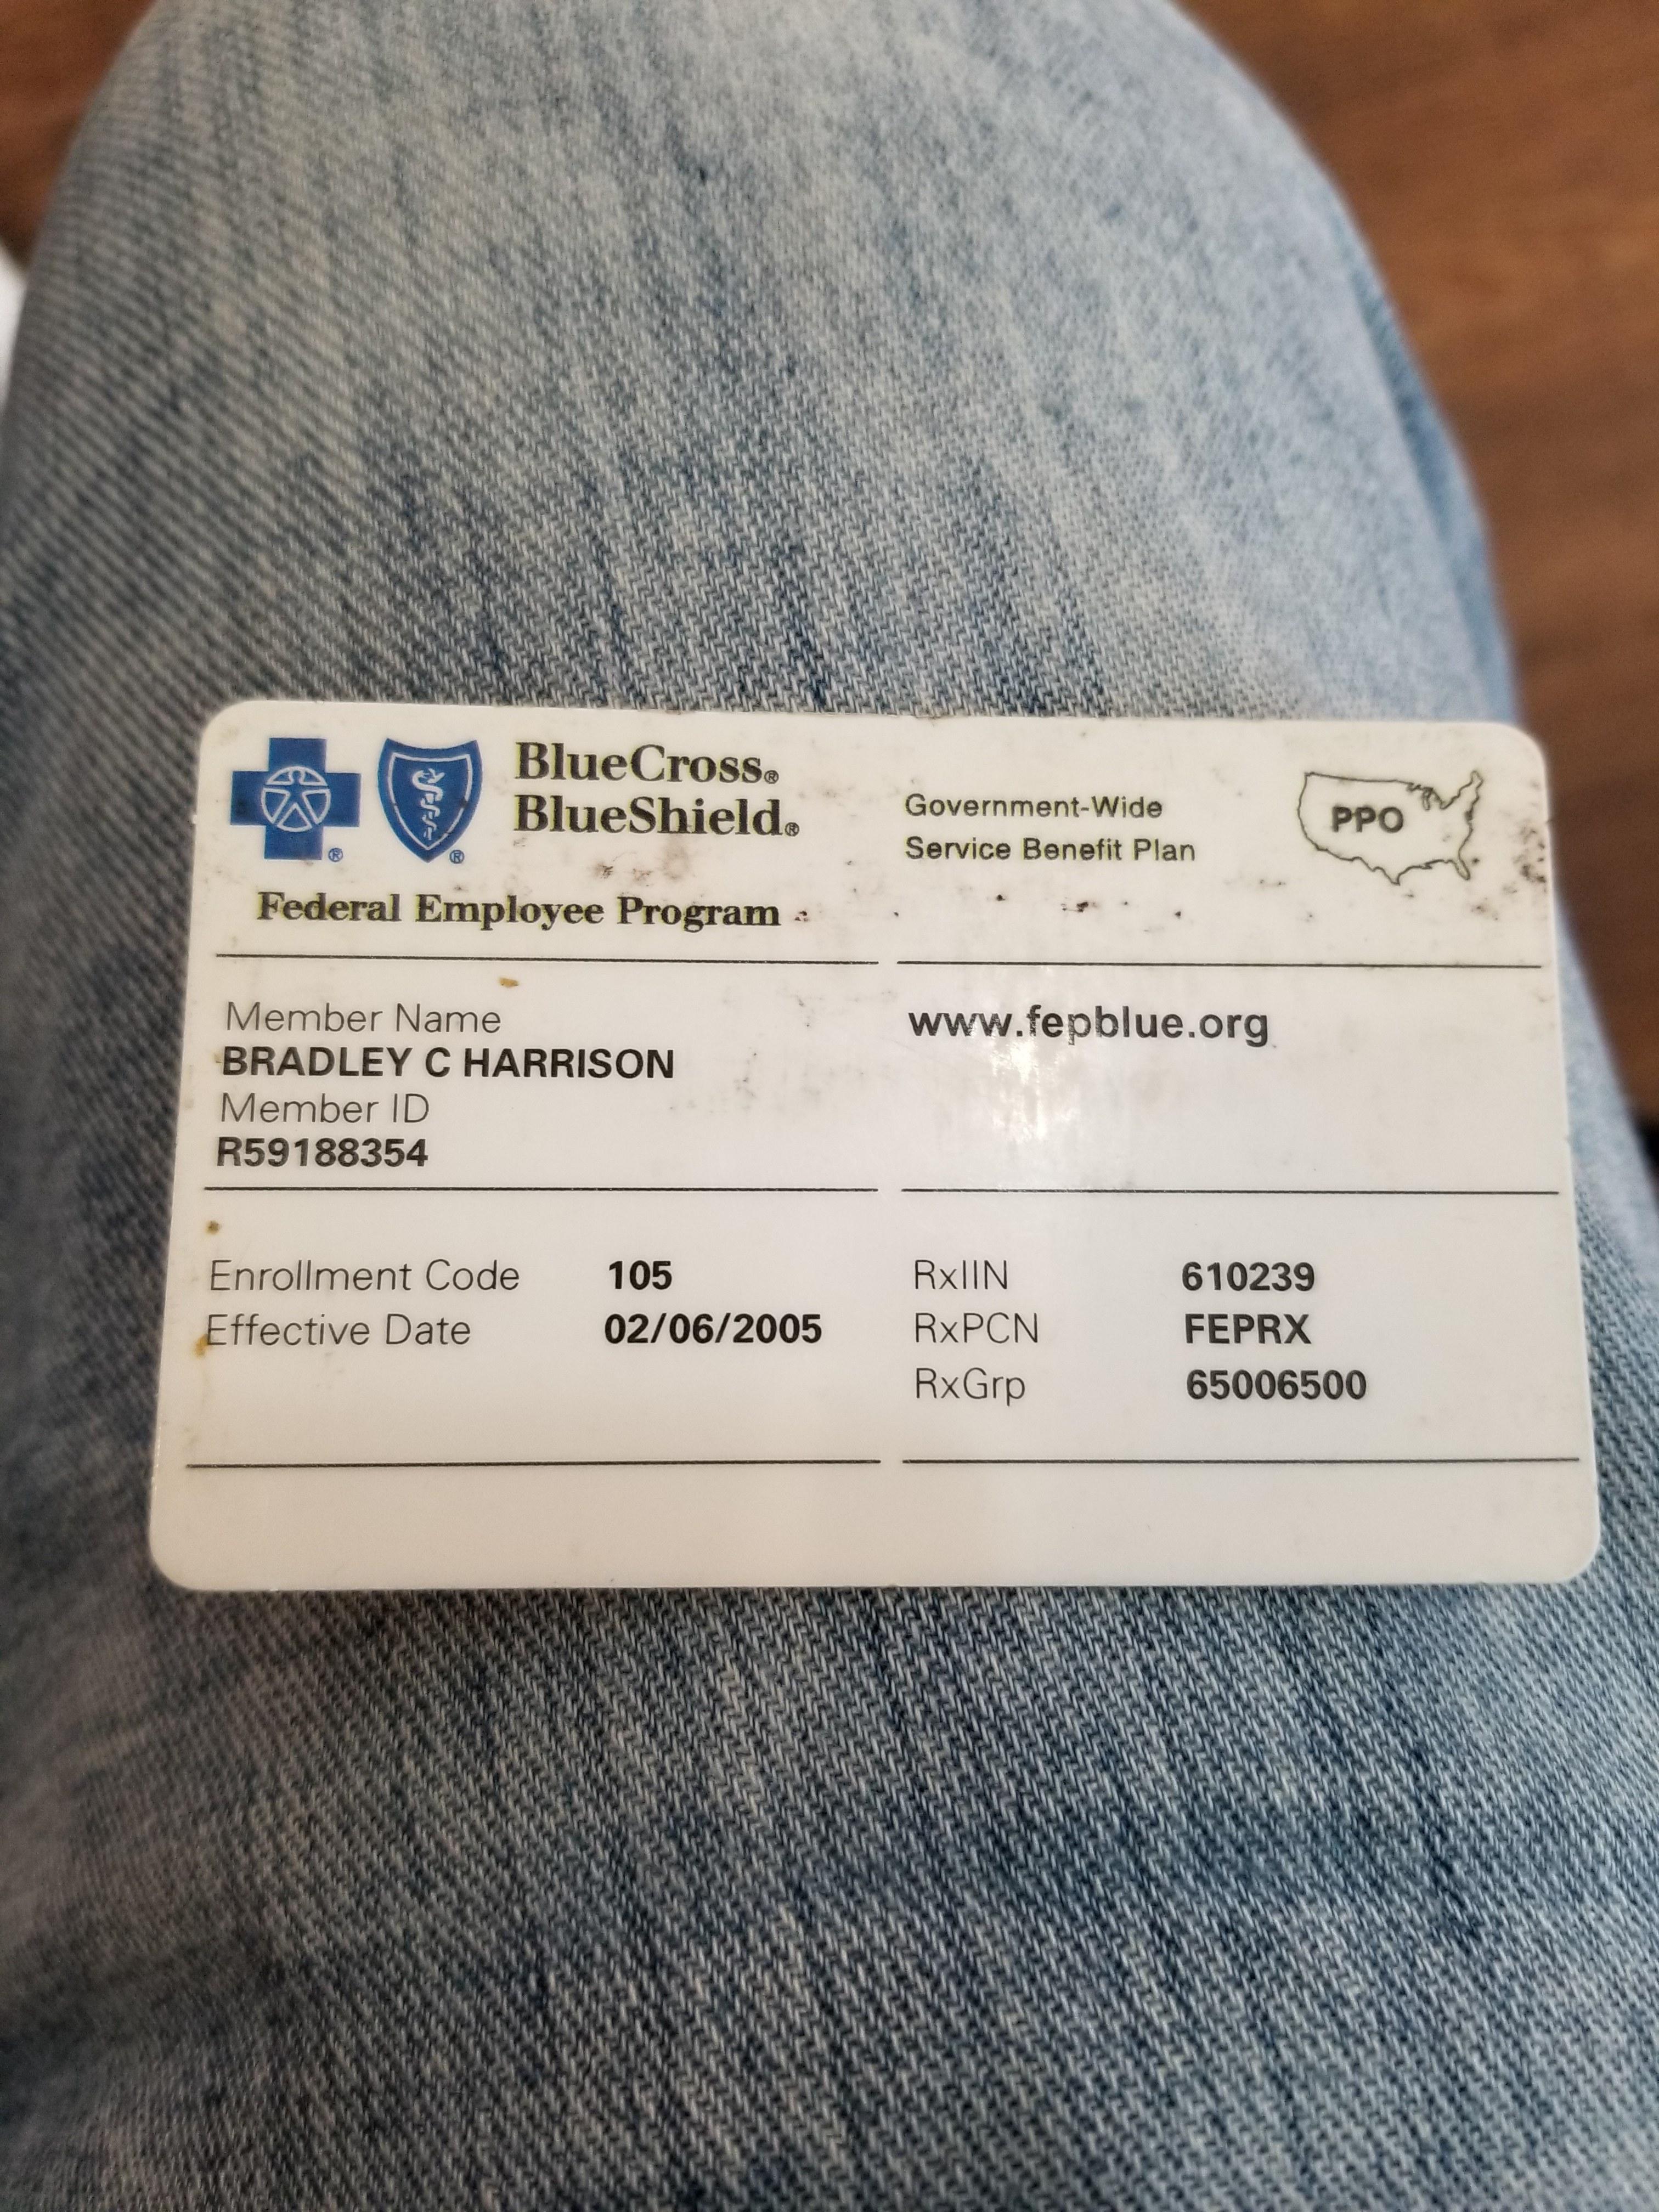 BlueCross®
BlueShield®
Federal Employee Program
Government-Wide
Service Benefit Plan
PPO
Member Name
BRADLEY C HARRISON
Member ID
R59188354
www.fepblue.org
Enrollment Code 105
Effective Date 02/06/2005
RxIIN 610239
RxPCN FEPRX
RxGrp 65006500